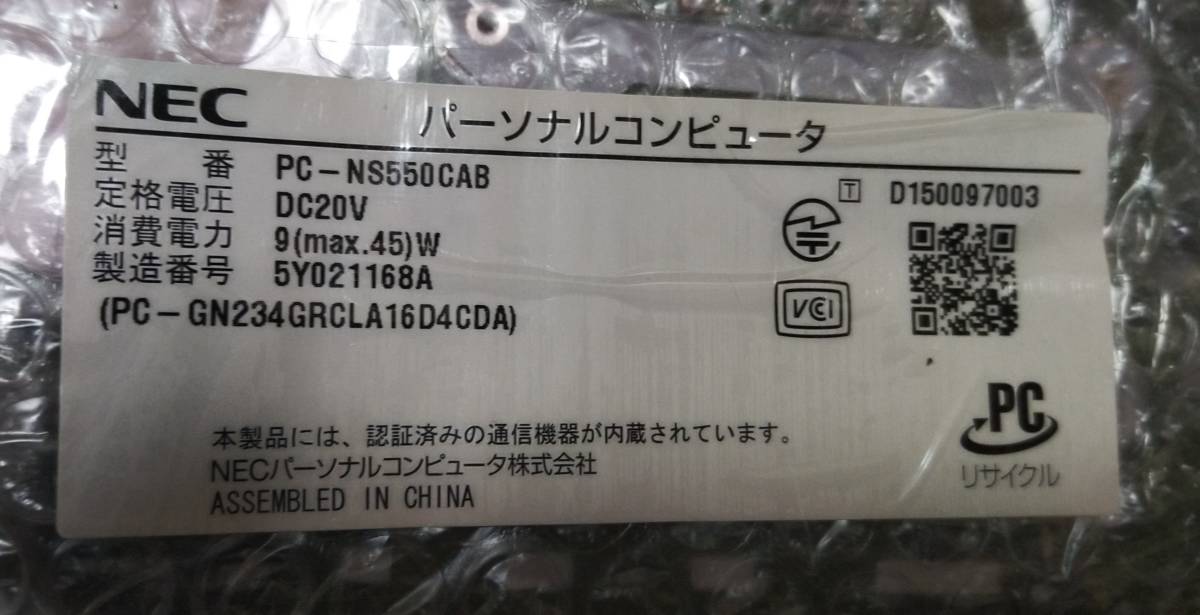 NEC パーソナルコンピュータ
型番 PC-NS550CAB
定格電圧 DC20V
消費電力 9(max.45)W
製造番号 5Y021168A
(PC-GN234GRCLA16D4CDA)
T D150097003
VCCI
本製品には、認証済みの通信機器が内蔵されています。
NECパーソナルコンピュータ株式会社
ASSEMBLED IN CHINA
PC
リサイクル